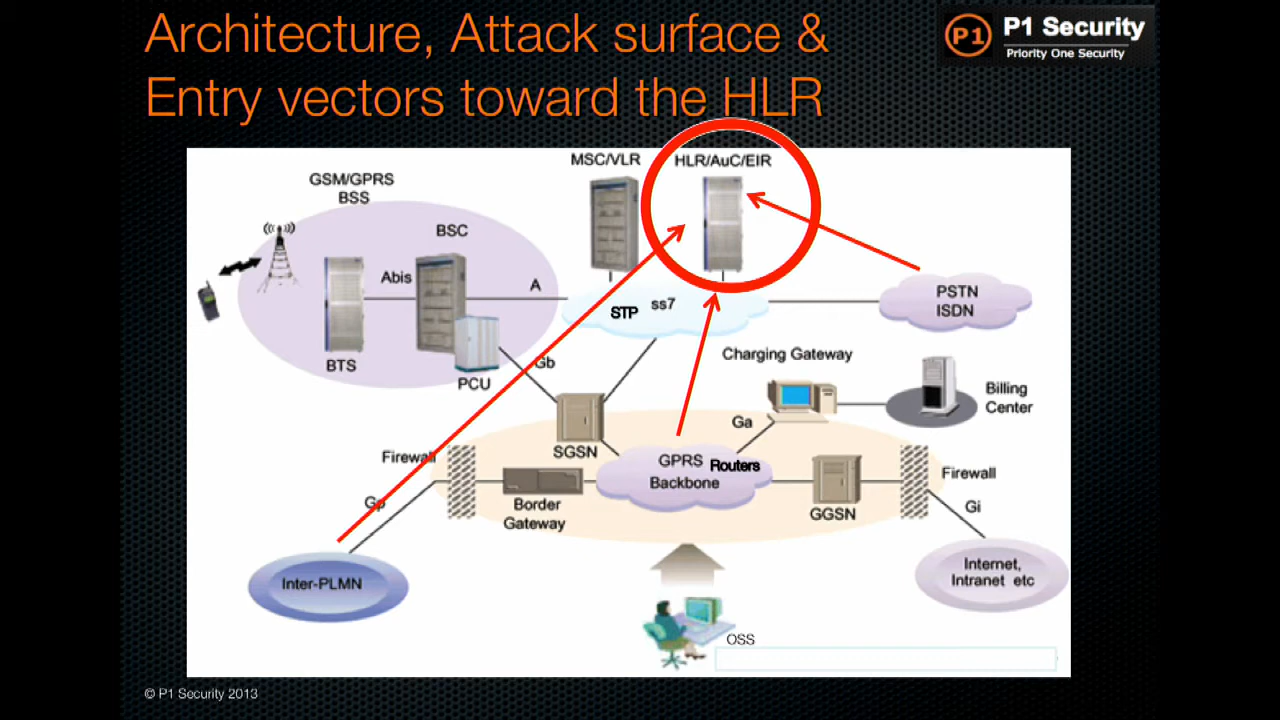 Architecture, Attack surface &
Entry vectors toward the HLR
P1
P1 Security
Priority One Security
MSC/VLR
HLR/AuC/EIR
GSM/GPRS
BSS
BSC
Abis
A
BTS
PCU
STP
ss7
PSTN
ISDN
Gb
Charging Gateway
Billing
Center
Ga
SGSN
Firewall
GPRS
Routers
Backbone
Firewall
Gp
Border
Gateway
GGSN
Gi
Inter-PLMN
Internet,
Intranet etc
OSS
© P1 Security 2013